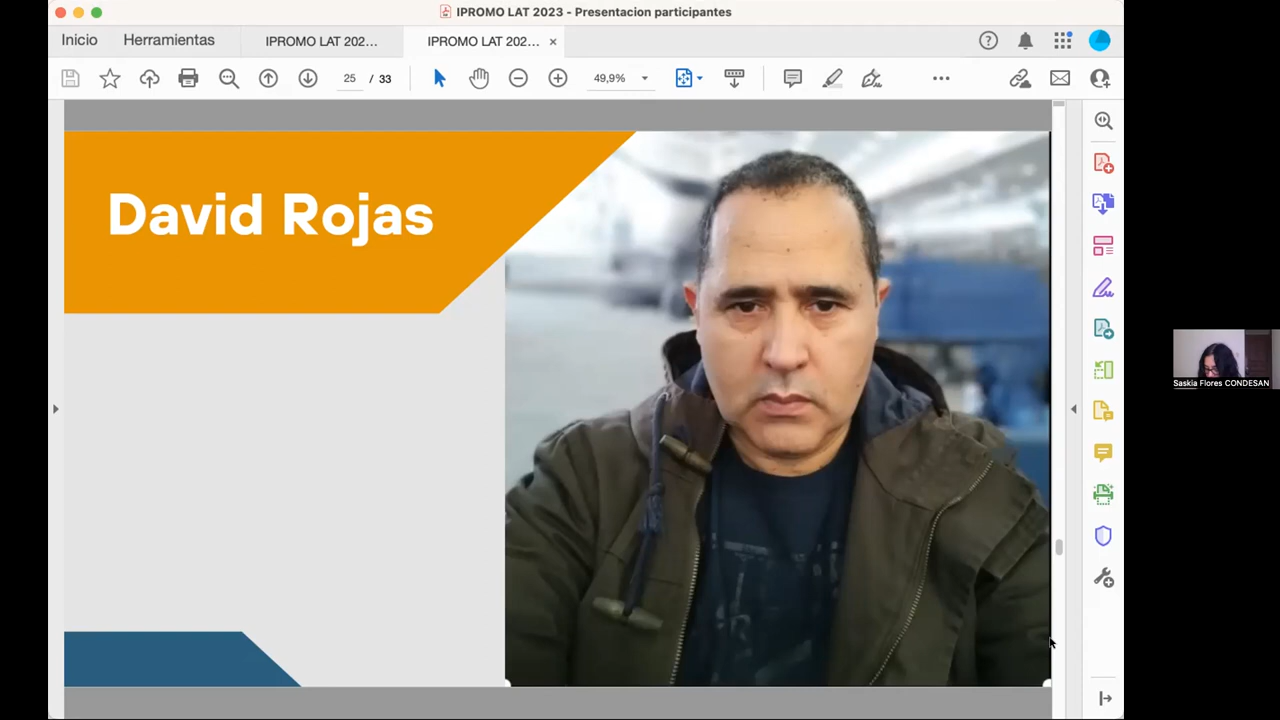 IPROMO LAT 2023 - Presentacion participantes
Inicio
Herramientas
IPROMO LAT 202...
IPROMO LAT 202...
25 / 33
49,9%
David Rojas
Saskia Flores CONDESAN